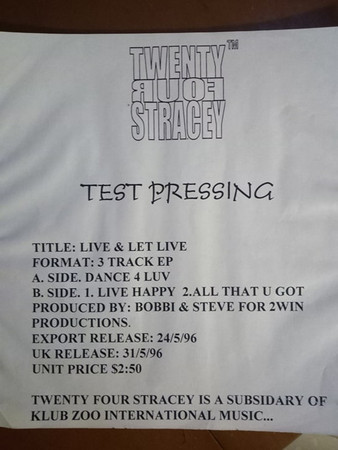 TWENTY™
FOUR
STRACEY
TEST PRESSING
TITLE: LIVE & LET LIVE
FORMAT: 3 TRACK EP
A. SIDE. DANCE 4 LUV
B. SIDE. 1. LIVE HAPPY 2.ALL THAT U GOT
PRODUCED BY: BOBBI & STEVE FOR 2WIN
PRODUCTIONS.
EXPORT RELEASE: 24/5/96
UK RELEASE: 31/5/96
UNIT PRICE $2:50
TWENTY FOUR STRACEY IS A SUBSIDARY OF
KLUB ZOO INTERNATIONAL MUSIC...